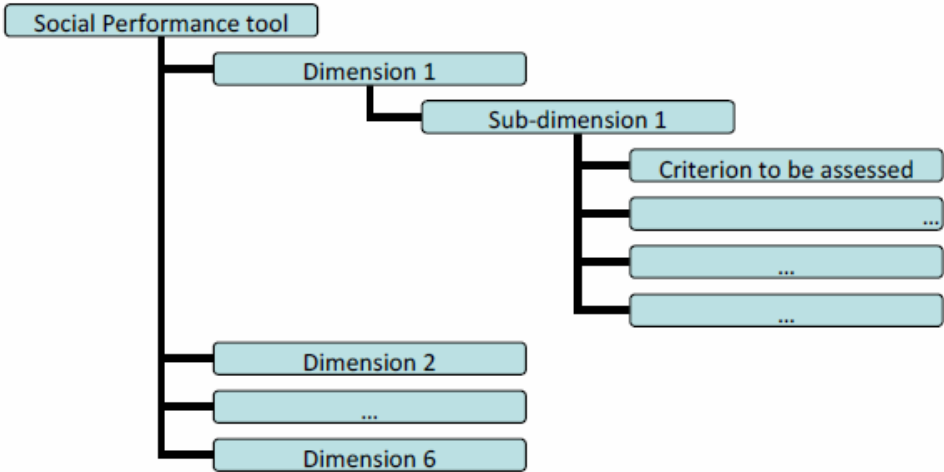 Social Performance tool
Dimension 1
Sub-dimension 1
Criterion to be assessed
...
...
...
Dimension 2
...
Dimension 6